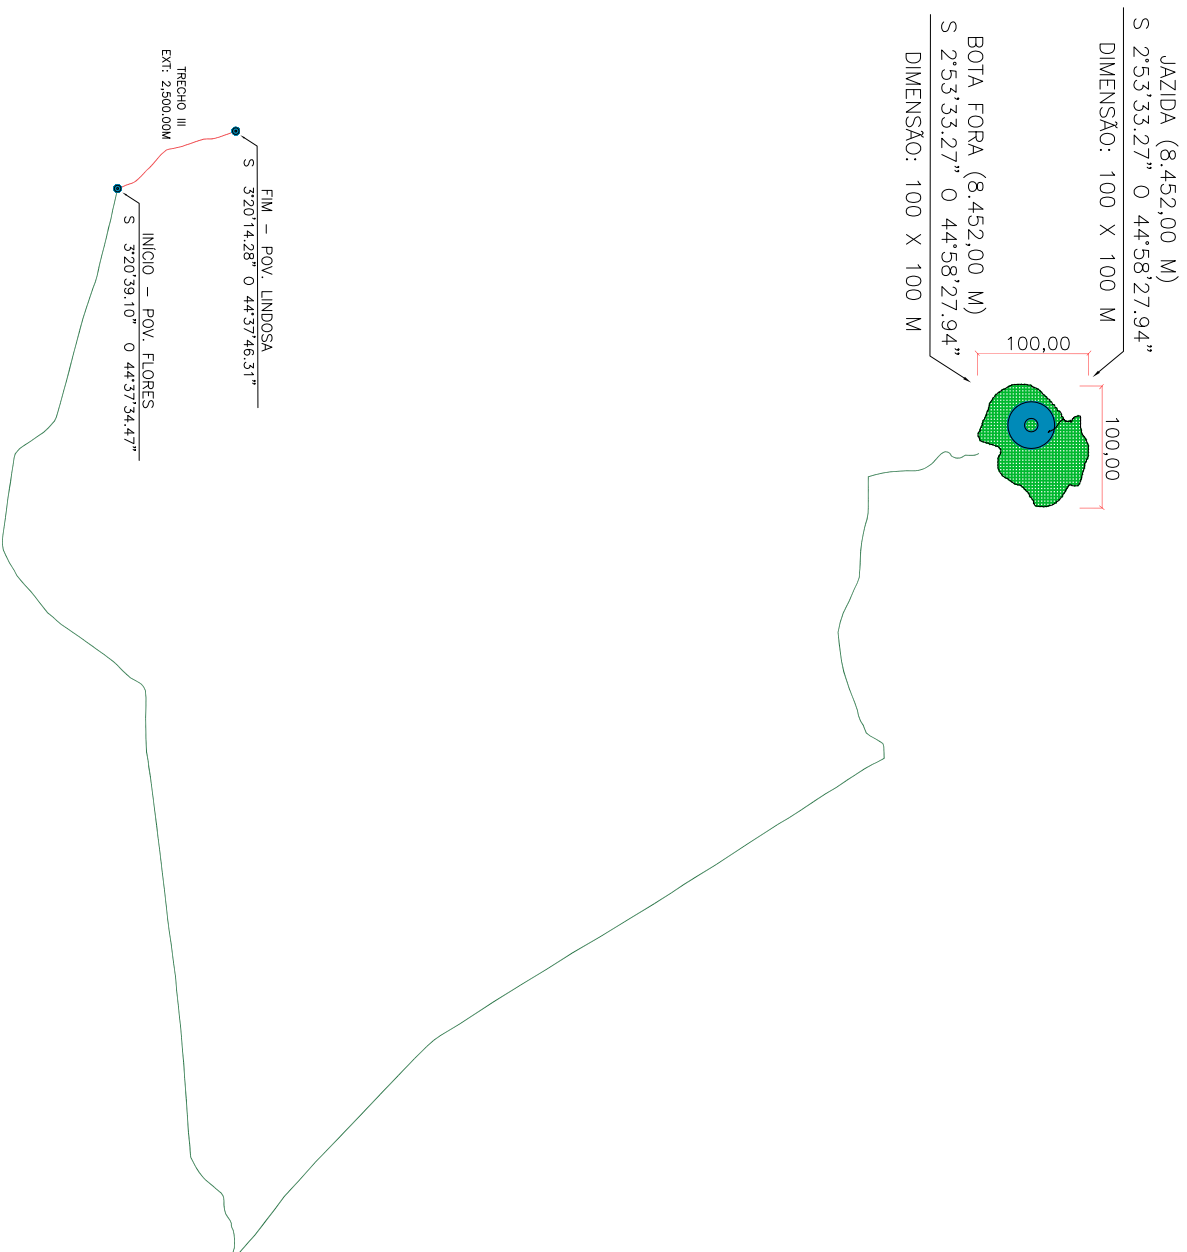 JAZIDA (8.452,00 M)
S 2°53'33.27" O 44°58'27.94"
DIMENSÃO: 100 X 100 M
BOTA FORA (8.452,00 M)
S 2°53'33.27" O 44°58'27.94"
DIMENSÃO: 100 X 100 M
100,00
100,00
FIM – POV. LINDOSA
S 3°20'14.28" O 44°37'46.31"
TRECHO III
EXT: 2.500.00M
INÍCIO – POV. FLORES
S 3°20'39.10" O 44°37'34.47"